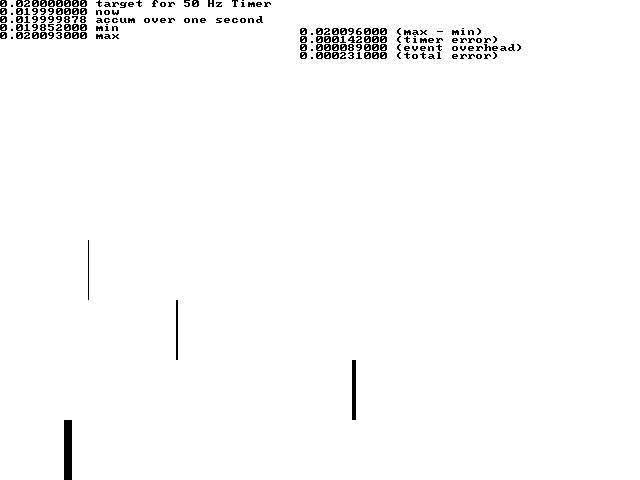 0.020000000 target for 50 Hz Timer
0.019990000 now
0.019999878 accum over one second
0.019852000 min
0.020093000 max
0.020096000 (max - min)
0.000142000 (timer error)
0.000089000 (event overhead)
0.000231000 (total error)